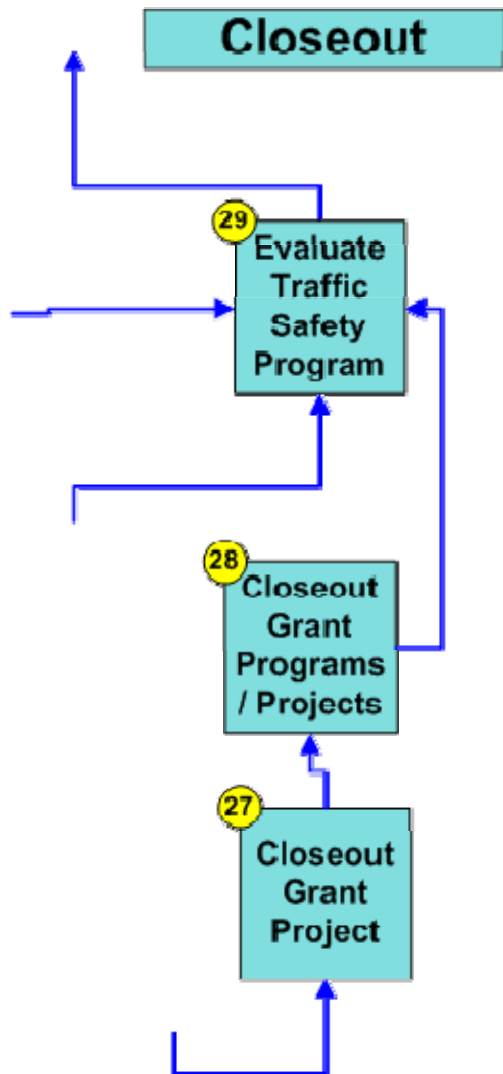 Closeout
29
Evaluate
Traffic
Safety
Program
28
Closeout
Grant
Programs
/ Projects
27
Closeout
Grant
Project